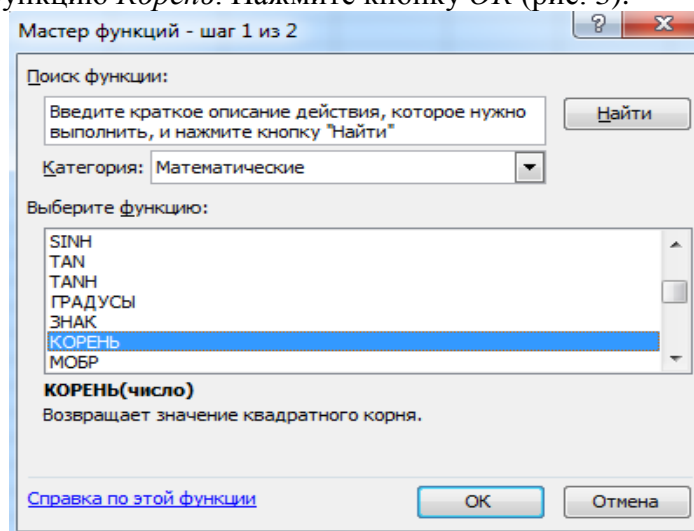 ункцию Корень. Нажмите кнопку ОК (рис. 3).
Мастер функций - шаг 1 из 2
Поиск функции:
Введите краткое описание действия, которое нужно
выполнить, и нажмите кнопку "Найти"
Найти
Категория: Математические
Выберите функцию:
SINH
TAN
TANH
ГРАДУСЫ
ЗНАК
КОРЕНЬ
МОБР
КОРЕНЬ(число)
Возвращает значение квадратного корня.
Справка по этой функции
ОК
Отмена